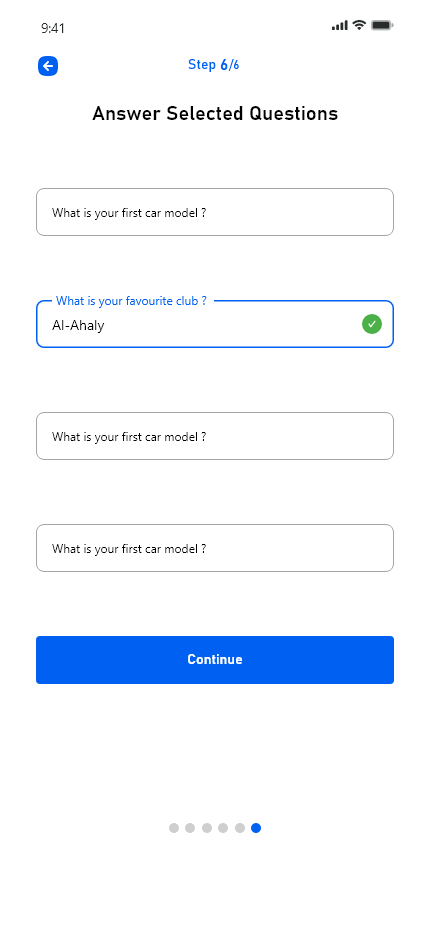 9:41
Step 6/6
Answer Selected Questions
What is your first car model ?
What is your favourite club ?
Al-Ahaly
What is your first car model ?
What is your first car model ?
Continue